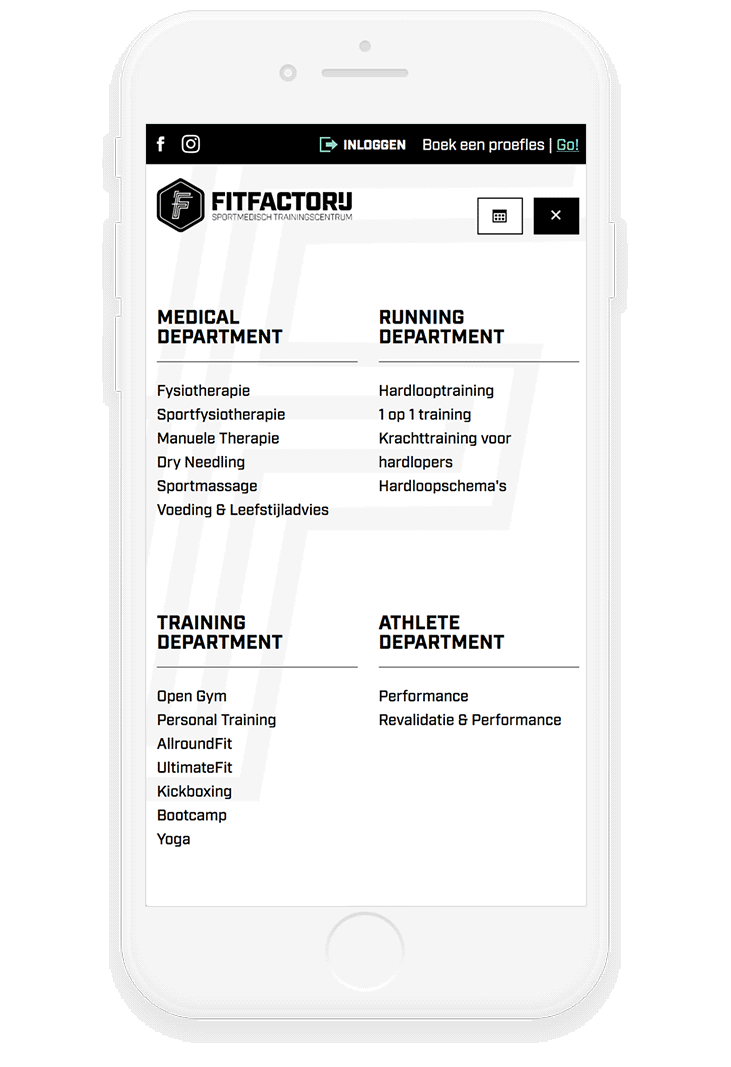 INLOGGEN Boek een proefles | Go!
FITFACTORY
SPORTMEDISCH TRAININGSCENTRUM
MEDICAL
DEPARTMENT
Fysiotherapie
Sportfysiotherapie
Manuele Therapie
Dry Needling
Sportmassage
Voeding & Leefstijladvies
RUNNING
DEPARTMENT
Hardlooptraining
1 op 1 training
Krachttraining voor
hardlopers
Hardloopschema's
TRAINING
DEPARTMENT
Open Gym
Personal Training
AllroundFit
UltimateFit
Kickboxing
Bootcamp
Yoga
ATHLETE
DEPARTMENT
Performance
Revalidatie & Performance